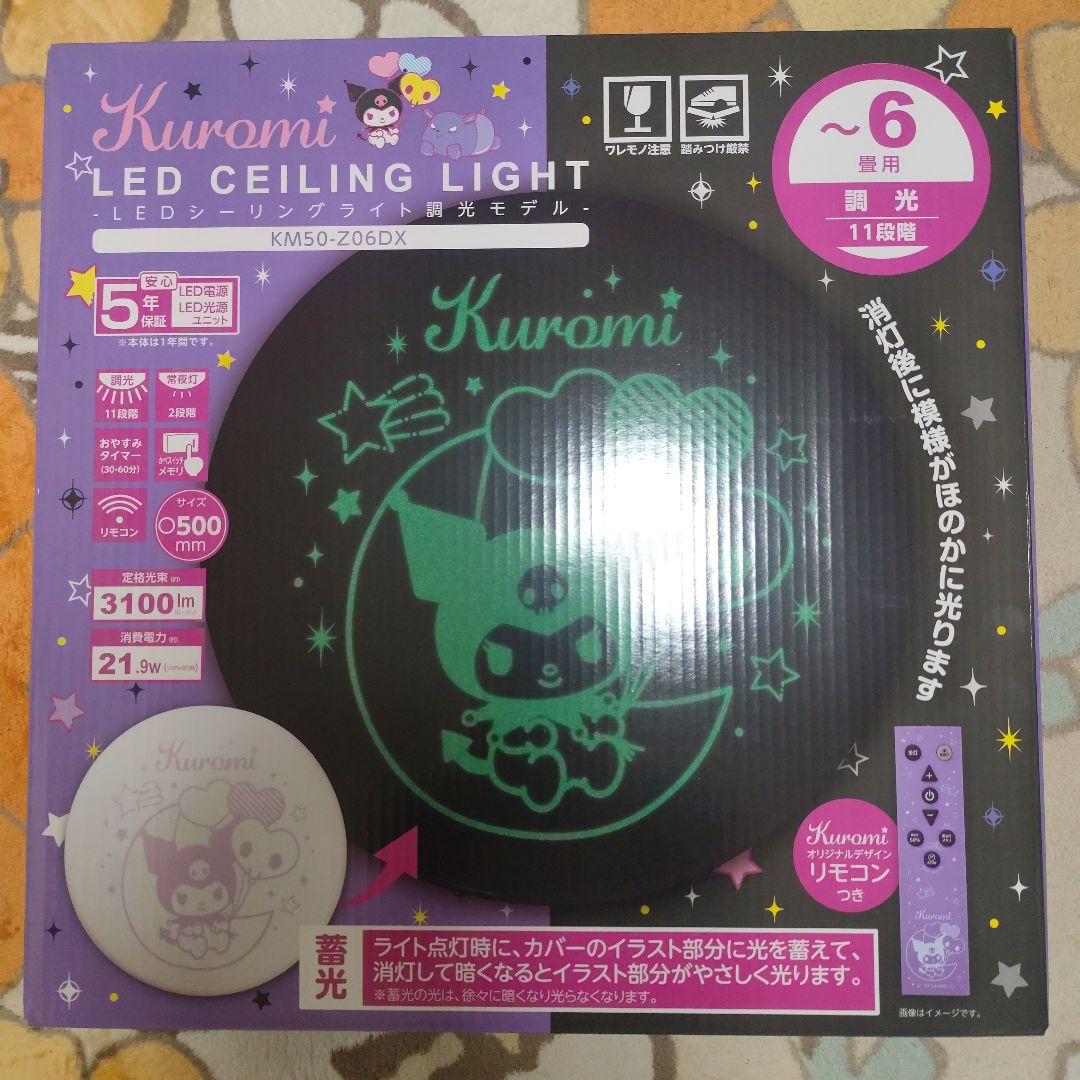 Kuromi
LED CEILING LIGHT
-LEDシーリングライト調光モデル-
KM50-Z06DX
ワレモノ注意
踏みつけ厳禁
～6
畳用
調光
11段階
安心
5年
保証
LED電源
LED光源
ユニット
※本体は1年間です。
調光
11段階
常夜灯
2段階
おやすみ
タイマー
(30・60分)
かべスイッチ
メモリ
リモコン
サイズ
○500
mm
定格光束
3100lm
消費電力
21.9w
消灯後に模様がほのかに光ります
Kuromi
Kuromi
Kuromi
オリジナルデザイン
リモコン
つき
全灯
Kuromi
蓄光
ライト点灯時に、カバーのイラスト部分に光を蓄えて、
消灯して暗くなるとイラスト部分がやさしく光ります。
※蓄光の光は、徐々に暗くなり光らなくなります。
画像はイメージです。